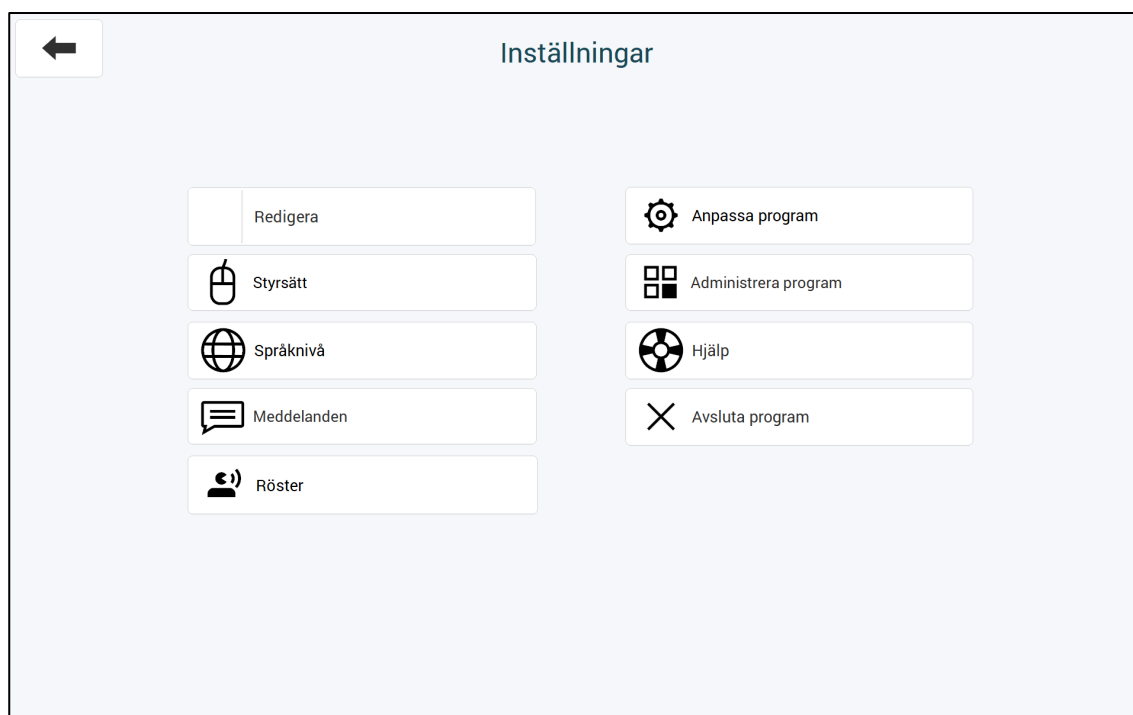 Inställningar
Redigera
Styrsätt
Språknivå
Meddelanden
Röster
Anpassa program
Administrera program
Hjälp
Avsluta program